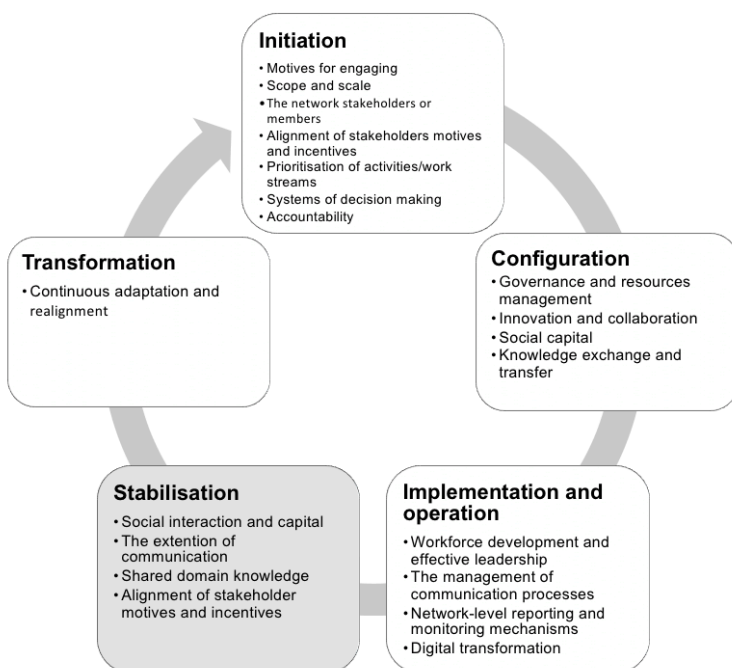 Initiation
• Motives for engaging
• Scope and scale
• The network stakeholders or
members
• Alignment of stakeholders motives
and incentives
• Prioritisation of activities/work
streams
• Systems of decision making
• Accountability
Configuration
• Governance and resources
management
• Innovation and collaboration
• Social capital
• Knowledge exchange and
transfer
Implementation and
operation
• Workforce development and
effective leadership
• The management of
communication processes
• Network-level reporting and
monitoring mechanisms
• Digital transformation
Stabilisation
• Social interaction and capital
• The extention of
communication
• Shared domain knowledge
• Alignment of stakeholder
motives and incentives
Transformation
• Continuous adaptation and
realignment